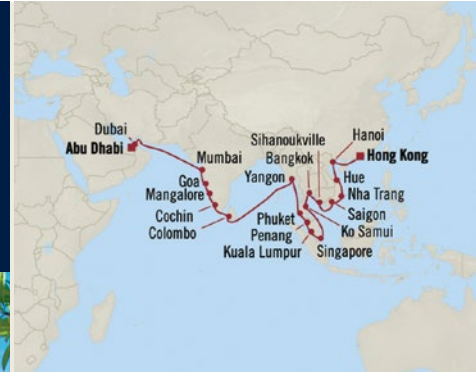 Dubai
Abu Dhabi
Mumbai
Goa
Mangalore
Cochin
Colombo
Yangon
Sihanoukville
Bangkok
Hanoi
Hong Kong
Hue
Nha Trang
Saigon
Ko Samui
Phuket
Penang
Kuala Lumpur
Singapore